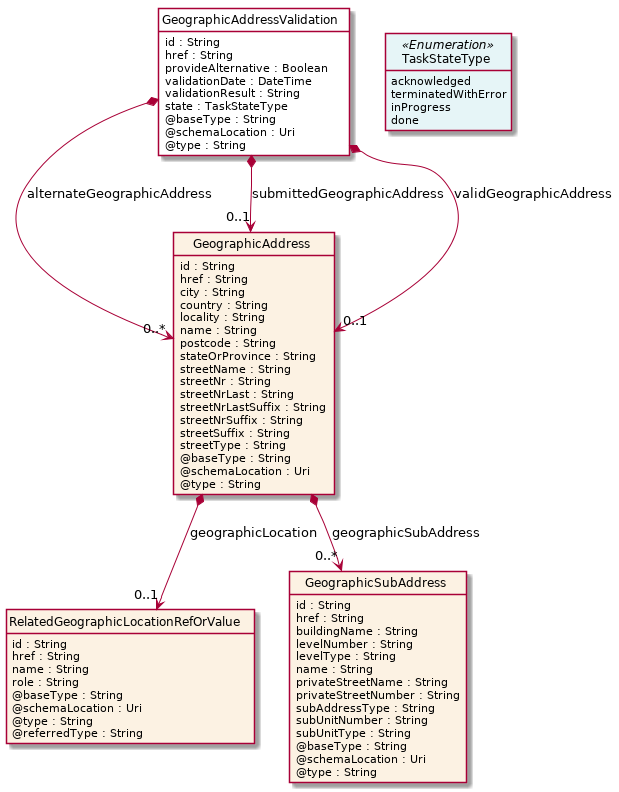 GeographicAddressValidation
id : String
href : String
provideAlternative : Boolean
validationDate : DateTime
validationResult : String
state : TaskStateType
@baseType : String
@schemaLocation : Uri
@type : String
«Enumeration»
TaskStateType
acknowledged
terminatedWithError
inProgress
done
alternateGeographicAddress
submittedGeographicAddress
validGeographicAddress
0..1
0..*
0..1
GeographicAddress
id : String
href : String
city : String
country : String
locality : String
name : String
postcode : String
stateOrProvince : String
streetName : String
streetNr : String
streetNrLast : String
streetNrLastSuffix : String
streetNrSuffix : String
streetSuffix : String
streetType : String
@baseType : String
@schemaLocation : Uri
@type : String
geographicLocation
geographicSubAddress
0..1
0..*
RelatedGeographicLocationRefOrValue
id : String
href : String
name : String
role : String
@baseType : String
@schemaLocation : Uri
@type : String
@referredType : String
GeographicSubAddress
id : String
href : String
buildingName : String
levelNumber : String
levelType : String
name : String
privateStreetName : String
privateStreetNumber : String
subAddressType : String
subUnitNumber : String
subUnitType : String
@baseType : String
@schemaLocation : Uri
@type : String